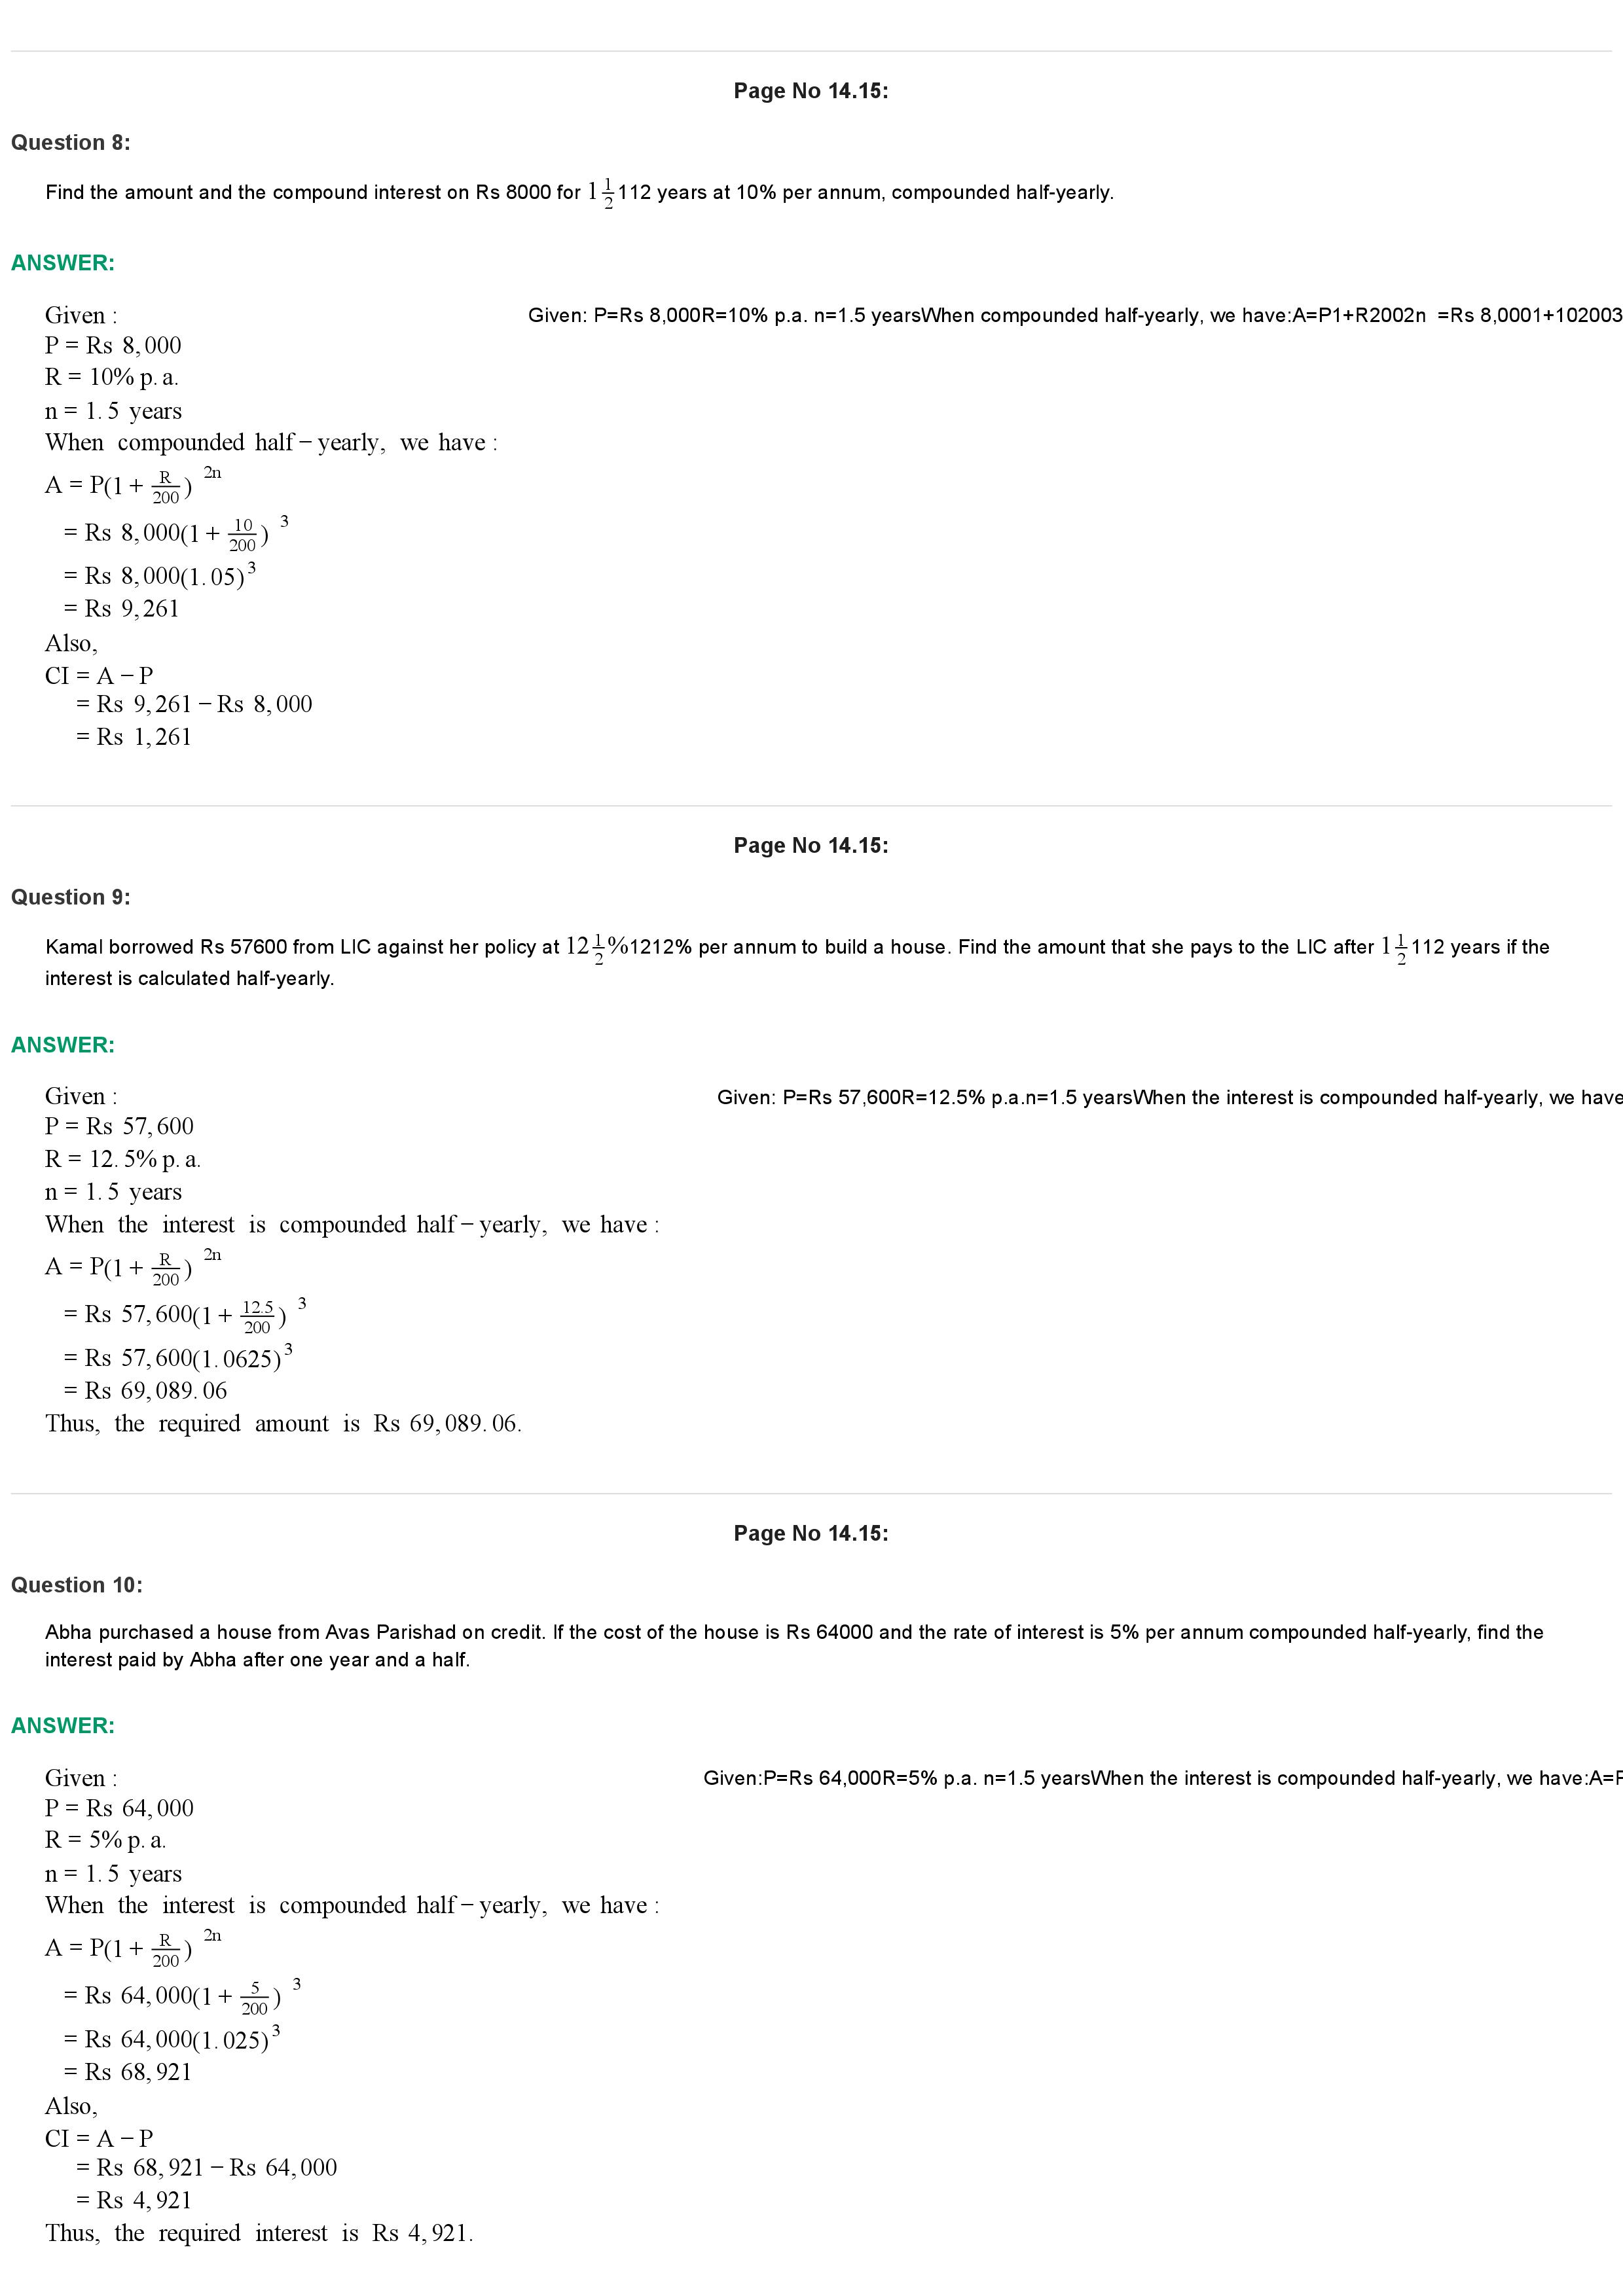 Page No 14.15:
Question 8:
Find the amount and the compound interest on Rs 8000 for 1 1/2 112 years at 10% per annum, compounded half-yearly.
ANSWER:
Given : Given: P=Rs 8,000R=10% p.a. n=1.5 yearsWhen compounded half-yearly, we have:A=P1+R2002n =Rs 8,0001+102003
P = Rs 8,000
R = 10% p.a.
n = 1.5 years
When compounded half−yearly, we have :
A = P(1 + R/200)^2n
= Rs 8,000(1 + 10/200)^3
= Rs 8,000(1.05)^3
= Rs 9,261
Also,
CI = A − P
= Rs 9,261 − Rs 8,000
= Rs 1,261
Page No 14.15:
Question 9:
Kamal borrowed Rs 57600 from LIC against her policy at 12 1/2 %1212% per annum to build a house. Find the amount that she pays to the LIC after 1 1/2 112 years if the
interest is calculated half-yearly.
ANSWER:
Given : Given: P=Rs 57,600R=12.5% p.a.n=1.5 yearsWhen the interest is compounded half-yearly, we have
P = Rs 57,600
R = 12.5% p.a.
n = 1.5 years
When the interest is compounded half−yearly, we have :
A = P(1 + R/200)^2n
= Rs 57,600(1 + 12.5/200)^3
= Rs 57,600(1.0625)^3
= Rs 69,089.06
Thus, the required amount is Rs 69,089.06.
Page No 14.15:
Question 10:
Abha purchased a house from Avas Parishad on credit. If the cost of the house is Rs 64000 and the rate of interest is 5% per annum compounded half-yearly, find the
interest paid by Abha after one year and a half.
ANSWER:
Given : Given:P=Rs 64,000R=5% p.a. n=1.5 yearsWhen the interest is compounded half-yearly, we have:A=P
P = Rs 64,000
R = 5% p.a.
n = 1.5 years
When the interest is compounded half−yearly, we have :
A = P(1 + R/200)^2n
= Rs 64,000(1 + 5/200)^3
= Rs 64,000(1.025)^3
= Rs 68,921
Also,
CI = A − P
= Rs 68,921 − Rs 64,000
= Rs 4,921
Thus, the required interest is Rs 4,921.